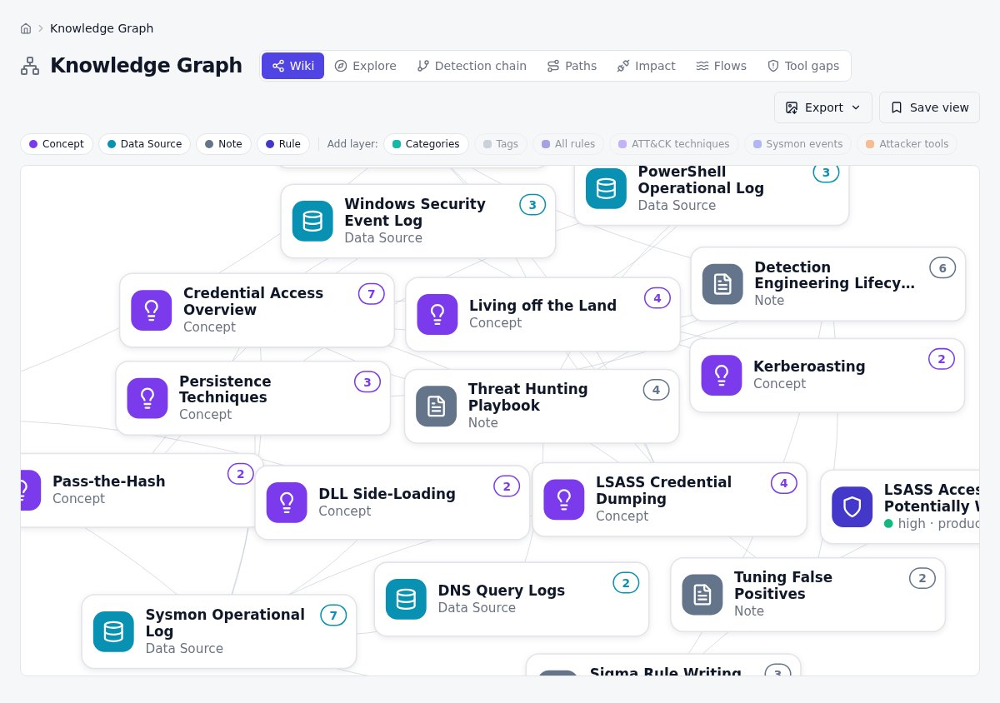 Knowledge Graph
Knowledge Graph
Wiki
Explore
Detection chain
Paths
Impact
Flows
Tool gaps
Export
Save view
Concept
Data Source
Note
Rule
Add layer:
Categories
Tags
All rules
ATT&CK techniques
Sysmon events
Attacker tools
PowerShell
Operational Log
Data Source
3
Windows Security
Event Log
Data Source
3
Detection
Engineering Lifecy…
Note
6
Credential Access
Overview
Concept
7
Living off the Land
Concept
4
Kerberoasting
Concept
2
Persistence
Techniques
Concept
3
Threat Hunting
Playbook
Note
4
Pass-the-Hash
Concept
2
DLL Side-Loading
Concept
2
LSASS Credential
Dumping
Concept
4
LSASS Acces
Potentially
high · produc
DNS Query Logs
Data Source
2
Tuning False
Positives
Note
2
Sysmon Operational
Log
Data Source
7
Sigma Rule Writing
3